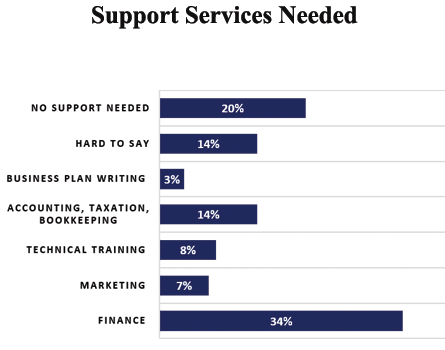 Support Services Needed
NO SUPPORT NEEDED
20%
HARD TO SAY
14%
BUSINESS PLAN WRITING
3%
ACCOUNTING, TAXATION,
BOOKKEEPING
14%
TECHNICAL TRAINING
8%
MARKETING
7%
FINANCE
34%